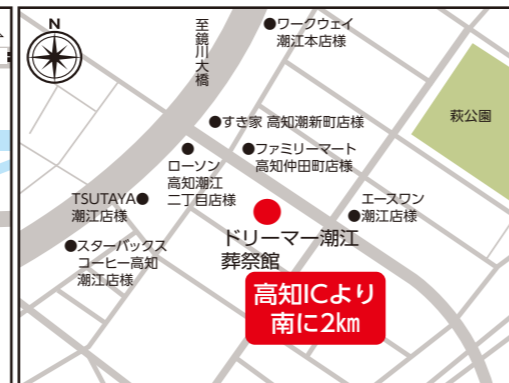 N
至鏡川大橋
●ワークウェイ
潮江本店様
●すき家 高知潮新町店様
●ファミリーマート
高知仲田町店様
萩公園
●
ローソン
高知潮江
二丁目店様
TSUTAYA●
潮江店様
エースワン
●潮江店様
●スターバックス
コーヒー高知
潮江店様
ドリーマー潮江
葬祭館
高知ICより
南に2km